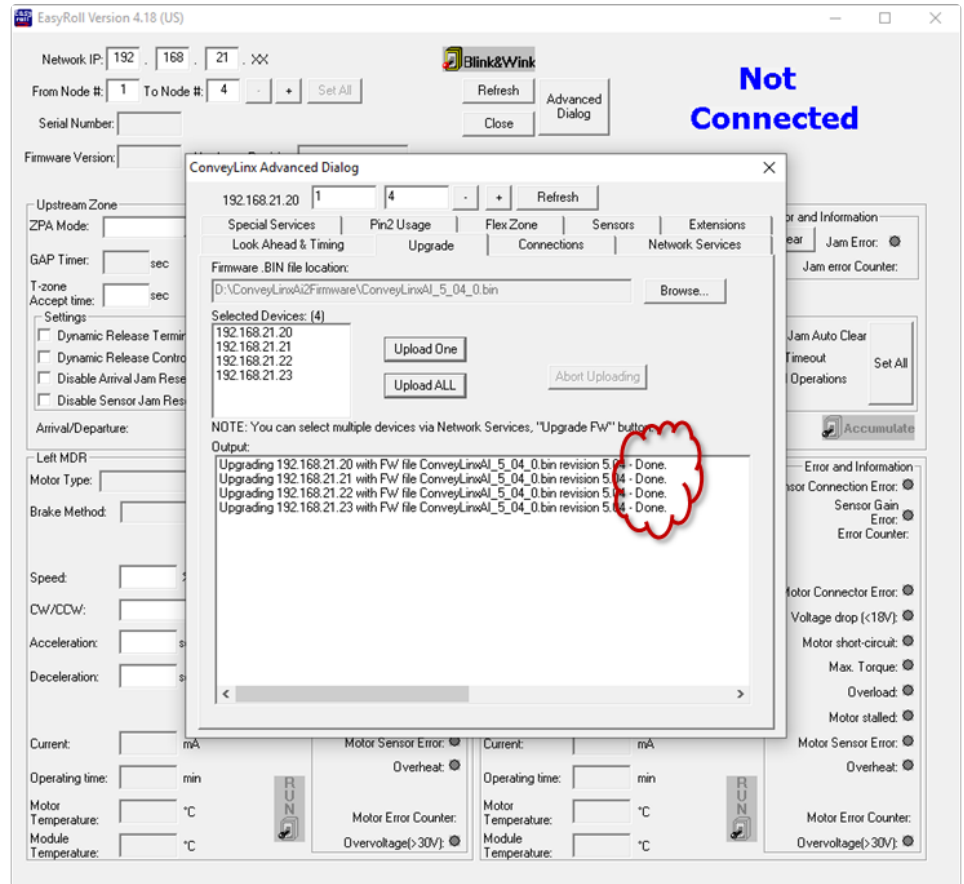 EasyRoll Version 4.18 (US)
Network IP: 192 . 168 . 21 . XX
Blink&Wink
From Node #: 1 To Node #: 4 - + Set All
Refresh
Advanced Dialog
Not Connected
Serial Number:
Close
Firmware Version:
ConveyLinx Advanced Dialog
192.168.21.20 1 4 - + Refresh
Special Services Pin2 Usage Flex Zone Sensors Extensions
Look Ahead & Timing Upgrade Connections Network Services
Firmware .BIN file location:
D:\ConveyLinxAi2Firmware\ConveyLinxAI_5_04_0.bin Browse...
Selected Devices: (4)
192.168.21.20
192.168.21.21
192.168.21.22
192.168.21.23
Upload One
Upload ALL
Abort Uploading
NOTE: You can select multiple devices via Network Services, "Upgrade FW" button.
Output:
Upgrading 192.168.21.20 with FW file ConveyLinxAI_5_04_0.bin revision 5.04 - Done.
Upgrading 192.168.21.21 with FW file ConveyLinxAI_5_04_0.bin revision 5.04 - Done.
Upgrading 192.168.21.22 with FW file ConveyLinxAI_5_04_0.bin revision 5.04 - Done.
Upgrading 192.168.21.23 with FW file ConveyLinxAI_5_04_0.bin revision 5.04 - Done.
Upstream Zone
ZPA Mode:
GAP Timer: sec
T-zone
Accept time: sec
Settings
Dynamic Release Termin
Dynamic Release Contro
Disable Arrival Jam Rese
Disable Sensor Jam Res
Arrival/Departure:
or and Information
ear Jam Error:
Jam error Counter:
Jam Auto Clear
Timeout
Operations
Set All
Accumulate
Left MDR
Motor Type:
Brake Method:
Speed:
CW/CCW:
Acceleration: s
Deceleration: s
Current: mA
Operating time: min
Motor
Temperature: °C
Module
Temperature: °C
RUN
Motor Sensor Error:
Overheat:
Motor Error Counter:
Overvoltage(>30V):
Current: mA
Operating time: min
Motor
Temperature: °C
Module
Temperature: °C
RUN
Error and Information
nsor Connection Error:
Sensor Gain
Error:
Error Counter:
Motor Connector Error:
Voltage drop (<18V):
Motor short-circuit:
Max. Torque:
Overload:
Motor stalled:
Motor Sensor Error:
Overheat:
Motor Error Counter:
Overvoltage(>30V):